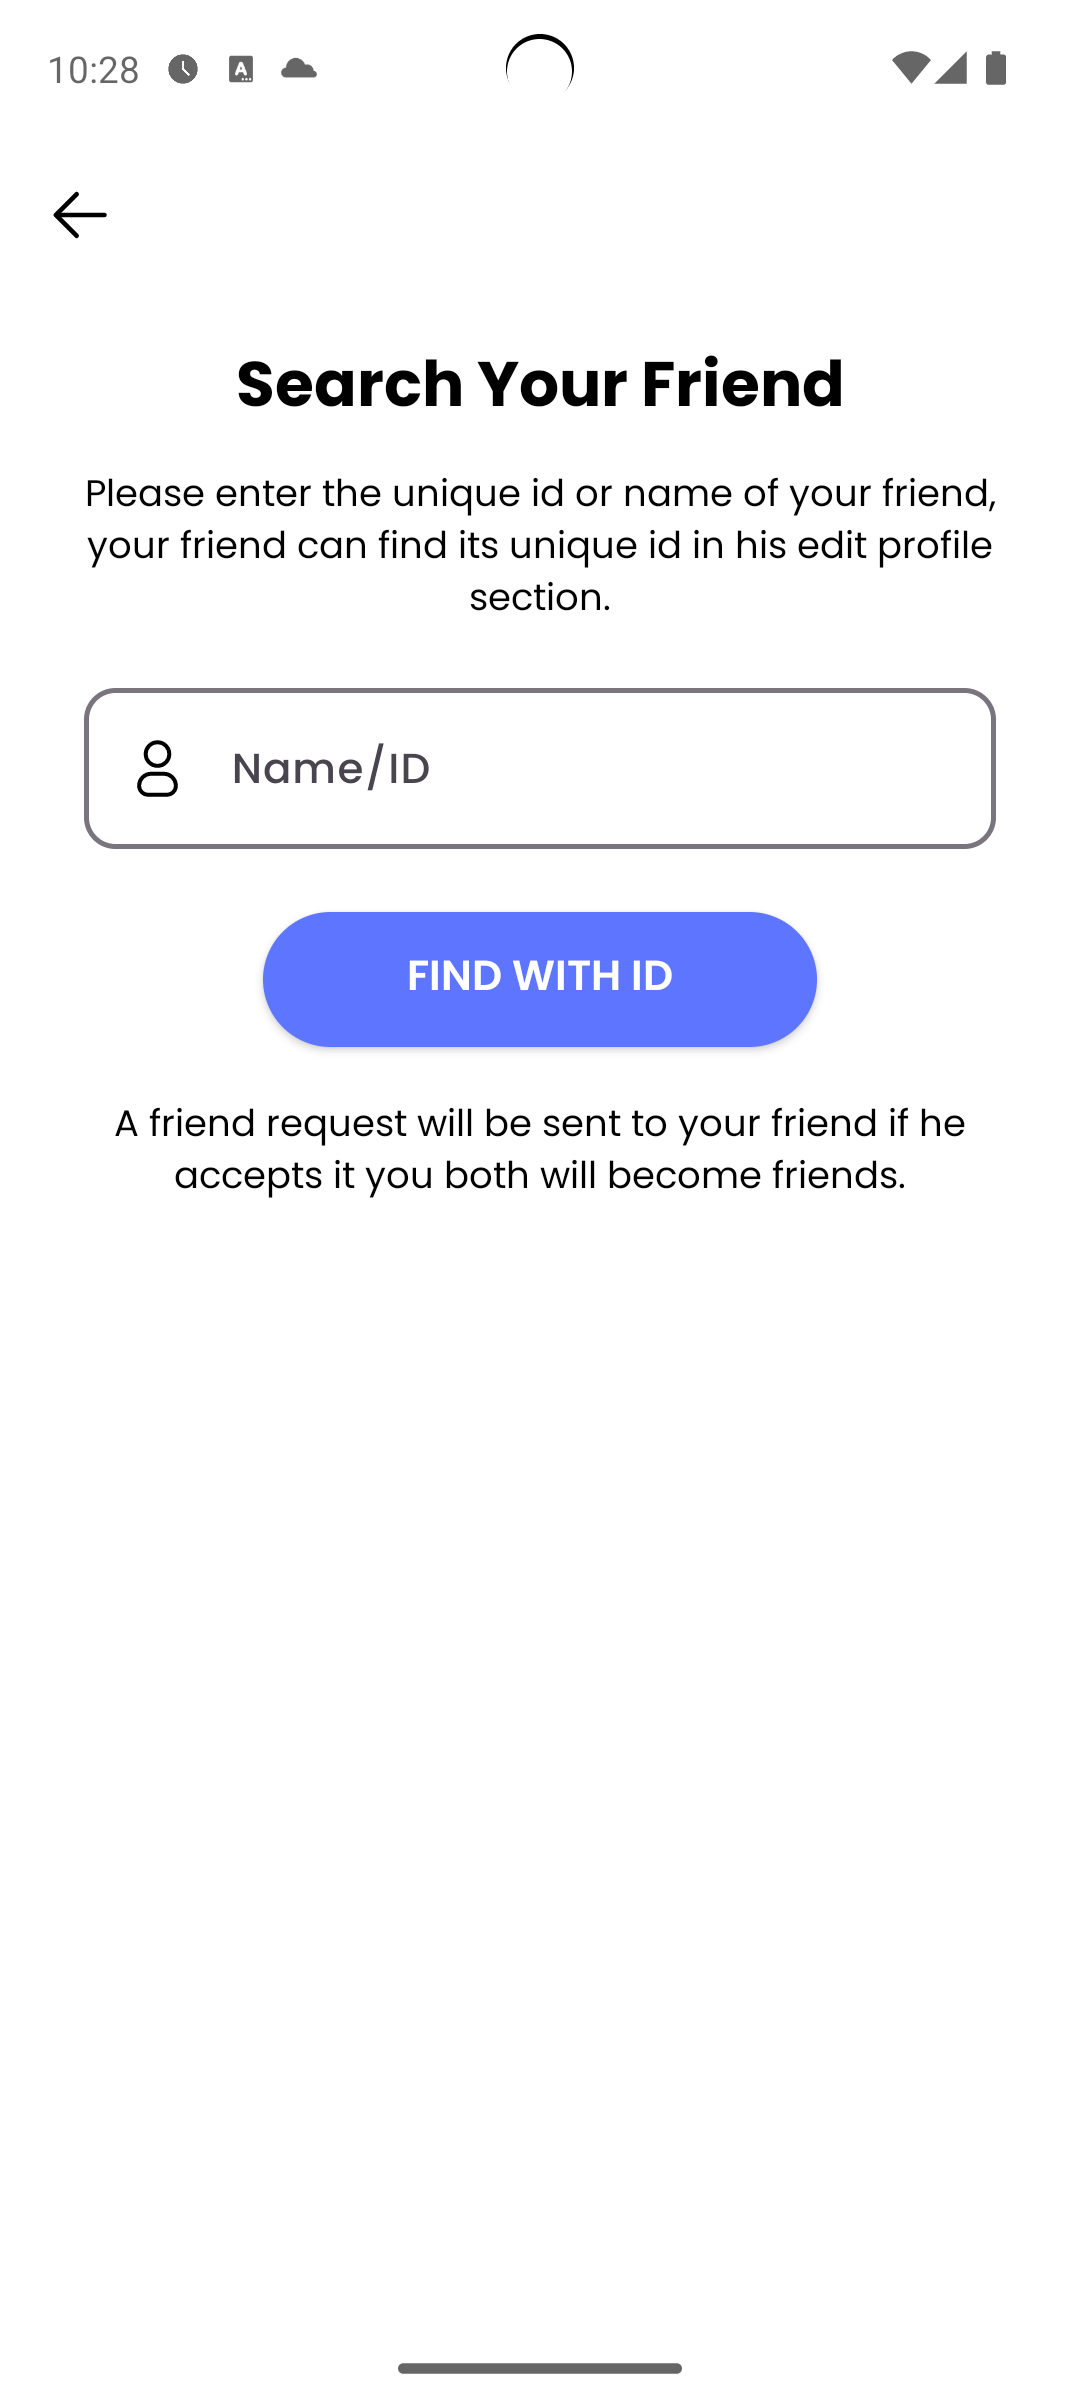 10:28
Search Your Friend
Please enter the unique id or name of your friend,
your friend can find its unique id in his edit profile
section.
Name/ID
FIND WITH ID
A friend request will be sent to your friend if he
accepts it you both will become friends.